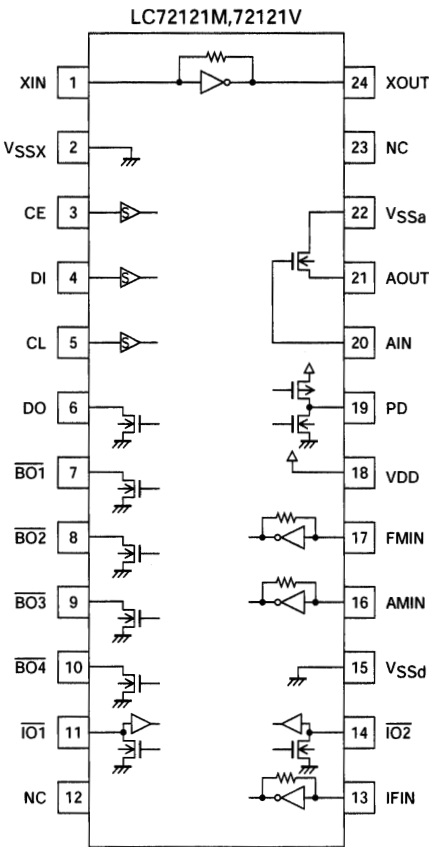 LC72121M,72121V
XIN 1 24 XOUT
VSSX 2 23 NC
CE 3 S 22 VSSa
DI 4 S 21 AOUT
CL 5 S 20 AIN
DO 6 19 PD
BO1 7 18 VDD
BO2 8 17 FMIN
BO3 9 16 AMIN
BO4 10 15 VSSd
IO1 11 14 IO2
NC 12 13 IFIN